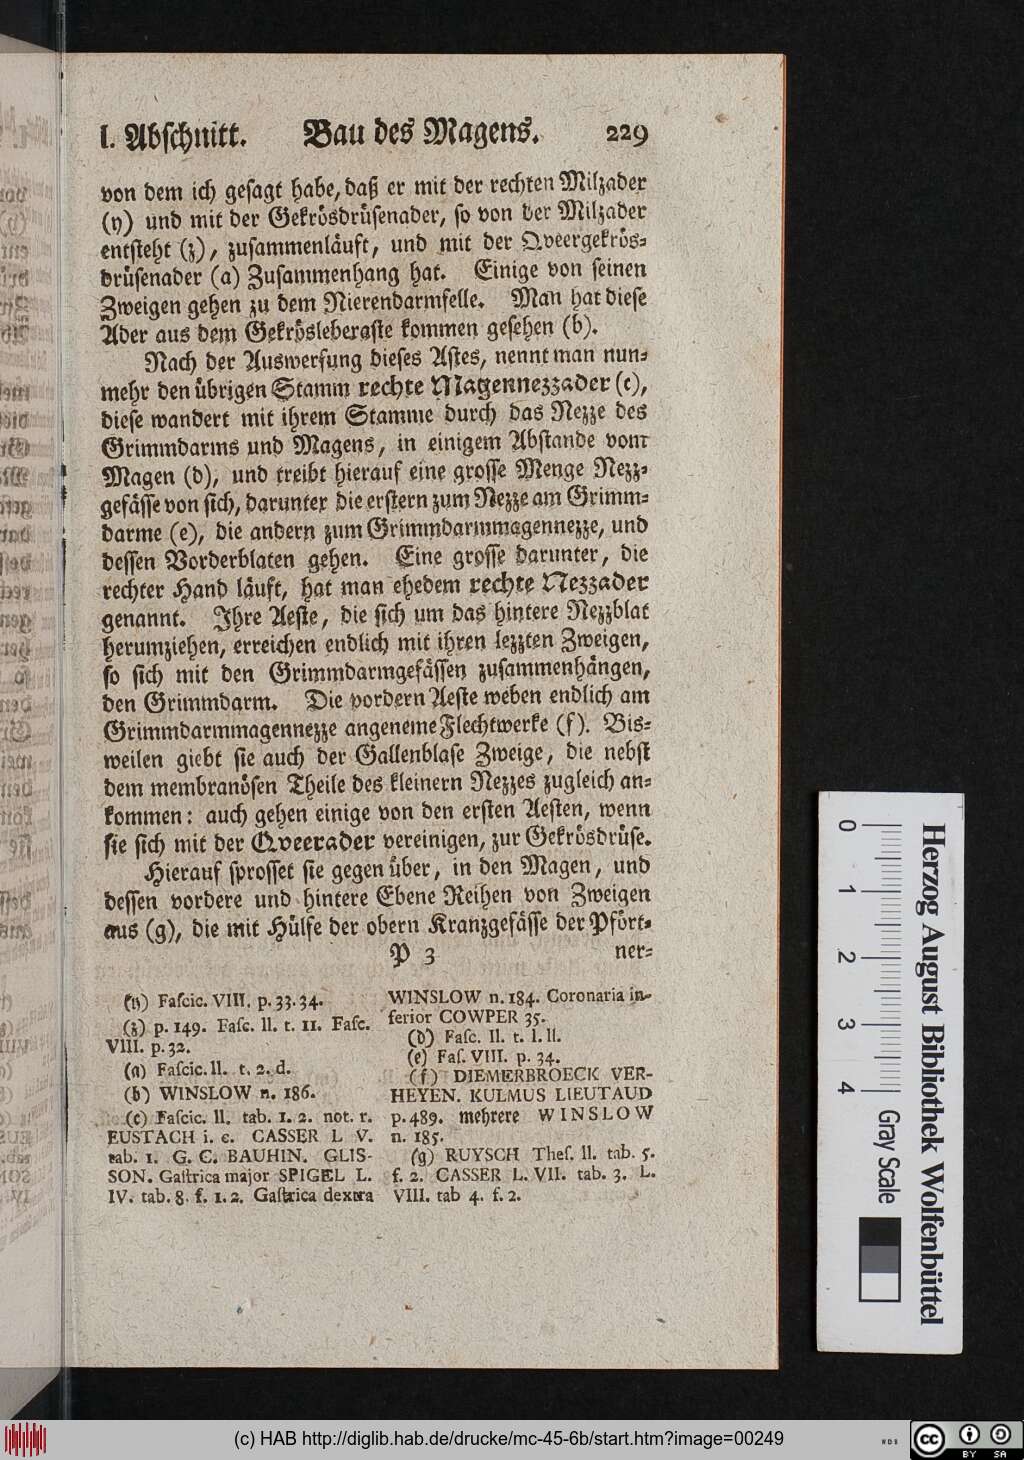 I. Abschnitt. Bau des Magens. 229
von dem ich gesagt habe, daß er mit der rechten Milzader
(y) und mit der Gekrösdrüsenader, so von der Milzader
entsteht (z), zusammenläuft, und mit der Qveergekrös-
drüsenader (a) Zusammenhang hat. Einige von seinen
Zweigen gehen zu dem Nierendarmfelle. Man hat diese
Ader aus dem Gekrösleberaste kommen gesehen (b).
Nach der Auswerfung dieses Astes, nennt man nun-
mehr den übrigen Stamm rechte Magennezzader (c),
diese wandert mit ihrem Stamme durch das Nezze des
Grimmdarms und Magens, in einigem Abstande vom
Magen (d), und treibt hierauf eine grosse Menge Nezz-
gefässe von sich, darunter die erstern zum Nezze am Grimm-
darme (e), die andern zum Grimmdarmmagennezze, und
dessen Vorderblaten gehen. Eine grosse darunter, die
rechter Hand läuft, hat man ehedem rechte Nezzader
genannt. Ihre Aeste, die sich um das hintere Nezzblat
herumziehen, erreichen endlich mit ihren lezzten Zweigen,
so sich mit den Grimmdarmgefässen zusammenhängen,
den Grimmdarm. Die vordern Aeste weben endlich am
Grimmdarmmagennezze angeneme Flechtwerke (f). Bis-
weilen giebt sie auch der Gallenblase Zweige, die nebst
dem membranösen Theile des kleinern Nezzes zugleich an-
kommen: auch gehen einige von den ersten Aesten, wenn
sie sich mit der Qveerader vereinigen, zur Gekrösdrüse.
Hierauf sprosset sie gegen über, in den Magen, und
dessen vordere und hintere Ebene Reihen von Zweigen
aus (g), die mit Hülfe der obern Kranzgefässe der Pfört-
P 3 ner-
(y) Fascic. VIII. p. 33. 34.
(z) p. 149. Fasc. II. t. II. Fasc.
VIII. p. 32.
(a) Fascic. II. t. 2. d.
(b) WINSLOW n. 186.
(c) Fascic. II. tab. 1. 2. not. r.
EUSTACH i. c. CASSER L V.
tab. 1. G. C. BAUHIN. GLIS-
SON. Gastrica major SPIGEL L.
IV. tab. 8. f. 1. 2. Gastrica dextra
WINSLOW n. 184. Coronaria in-
ferior COWPER 35.
(d) Fasc. II. t. I. II.
(e) Fas. VIII. p. 34.
(f) DIEMERBROECK VER-
HEYEN. KULMUS LIEUTAUD
p. 489. mehrere WINSLOW
n. 185.
(g) RUYSCH Thes. II. tab. 5.
f. 2. CASSER L. VII. tab. 3. L.
VIII. tab 4. f. 2.
0 1 2 3 4 Gray Scale
Herzog August Bibliothek Wolfenbüttel
(c) HAB http://diglib.hab.de/drucke/mc-45-6b/start.htm?image=00249
WDB
cc BY SA